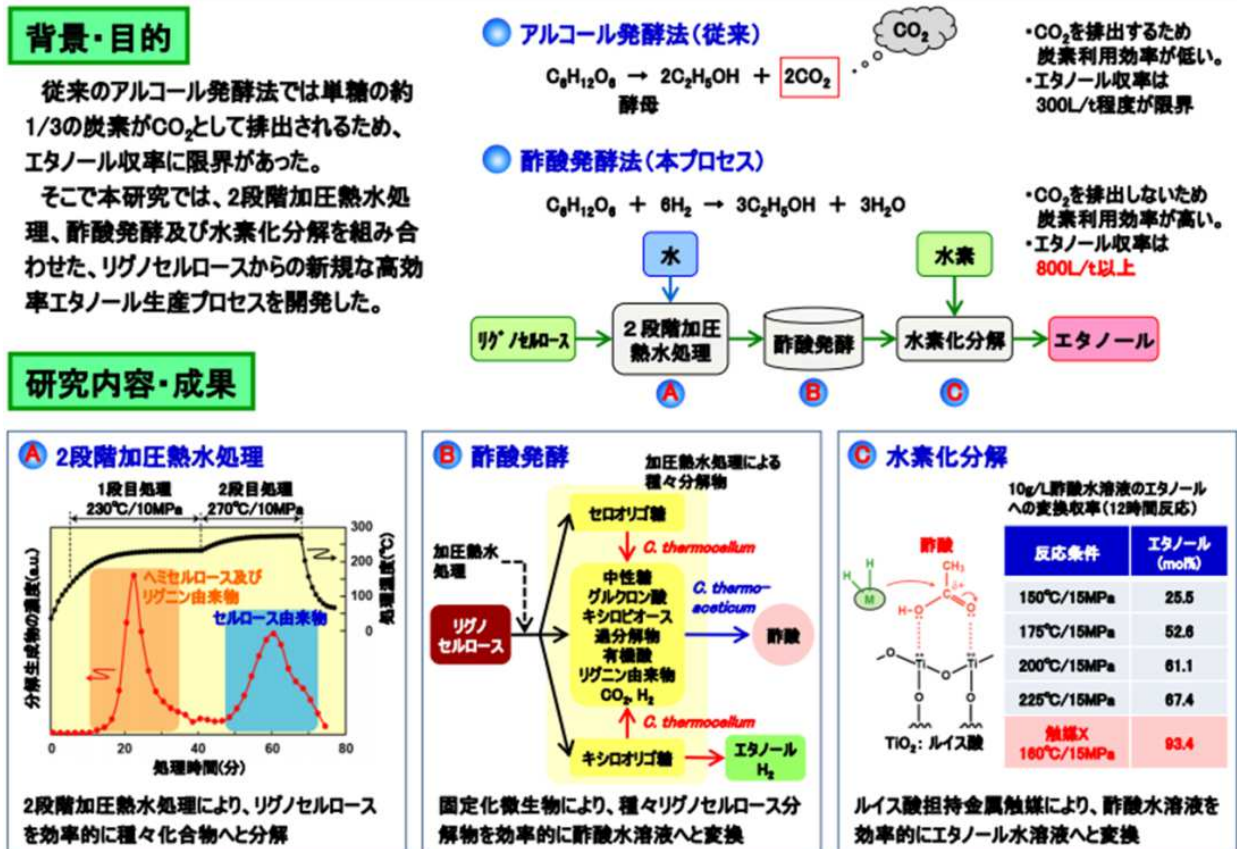 背景・目的
従来のアルコール発酵法では単糖の約
1/3の炭素がCO₂として排出されるため、
エタノール収率に限界があった。
そこで本研究では、2段階加圧熱水処
理、酢酸発酵及び水素化分解を組み合
わせた、リグノセルロースからの新規な高効
率エタノール生産プロセスを開発した。
アルコール発酵法(従来)
CO₂
C₆H₁₂O₆ → 2C₂H₅OH + 2CO₂
酵母
・CO₂を排出するため
炭素利用効率が低い。
・エタノール収率は
300L/t程度が限界
酢酸発酵法(本プロセス)
C₆H₁₂O₆ + 6H₂ → 3C₂H₅OH + 3H₂O
・CO₂を排出しないため
炭素利用効率が高い。
・エタノール収率は
800L/t以上
水
水素
リグノセルロース
2段階加圧
熱水処理
酢酸発酵
水素化分解
エタノール
A
B
C
研究内容・成果
A 2段階加圧熱水処理
1段目処理
230℃/10MPa
2段目処理
270℃/10MPa
ヘミセルロース及び
リグニン由来物
セルロース由来物
分解生成物の濃度(a.u.)
処理温度(℃)
300
200
100
0
0
20
40
60
80
処理時間(分)
2段階加圧熱水処理により、リグノセルロース
を効率的に種々化合物へと分解
B 酢酸発酵
加圧熱水処理による
種々分解物
セロオリゴ糖
C. thermocellum
加圧熱水
処理
リグノ
セルロース
中性糖
グルクロン酸
キシロビオース
過分解物
有機酸
リグニン由来物
CO₂, H₂
C. thermo-
aceticum
酢酸
C. thermocellum
キシロオリゴ糖
エタノール
H₂
固定化微生物により、種々リグノセルロース分
解物を効率的に酢酸水溶液へと変換
C 水素化分解
10g/L酢酸水溶液のエタノール
への変換収率(12時間反応)
酢酸
CH₃
C δ+
H
H
M
H-O
O
O
Ti
O
Ti
O
O
O
TiO₂: ルイス酸
反応条件
エタノール
(mol%)
150℃/15MPa 25.5
175℃/15MPa 52.6
200℃/15MPa 61.1
225℃/15MPa 67.4
触媒X
160℃/15MPa 93.4
ルイス酸担持金属触媒により、酢酸水溶液を
効率的にエタノール水溶液へと変換